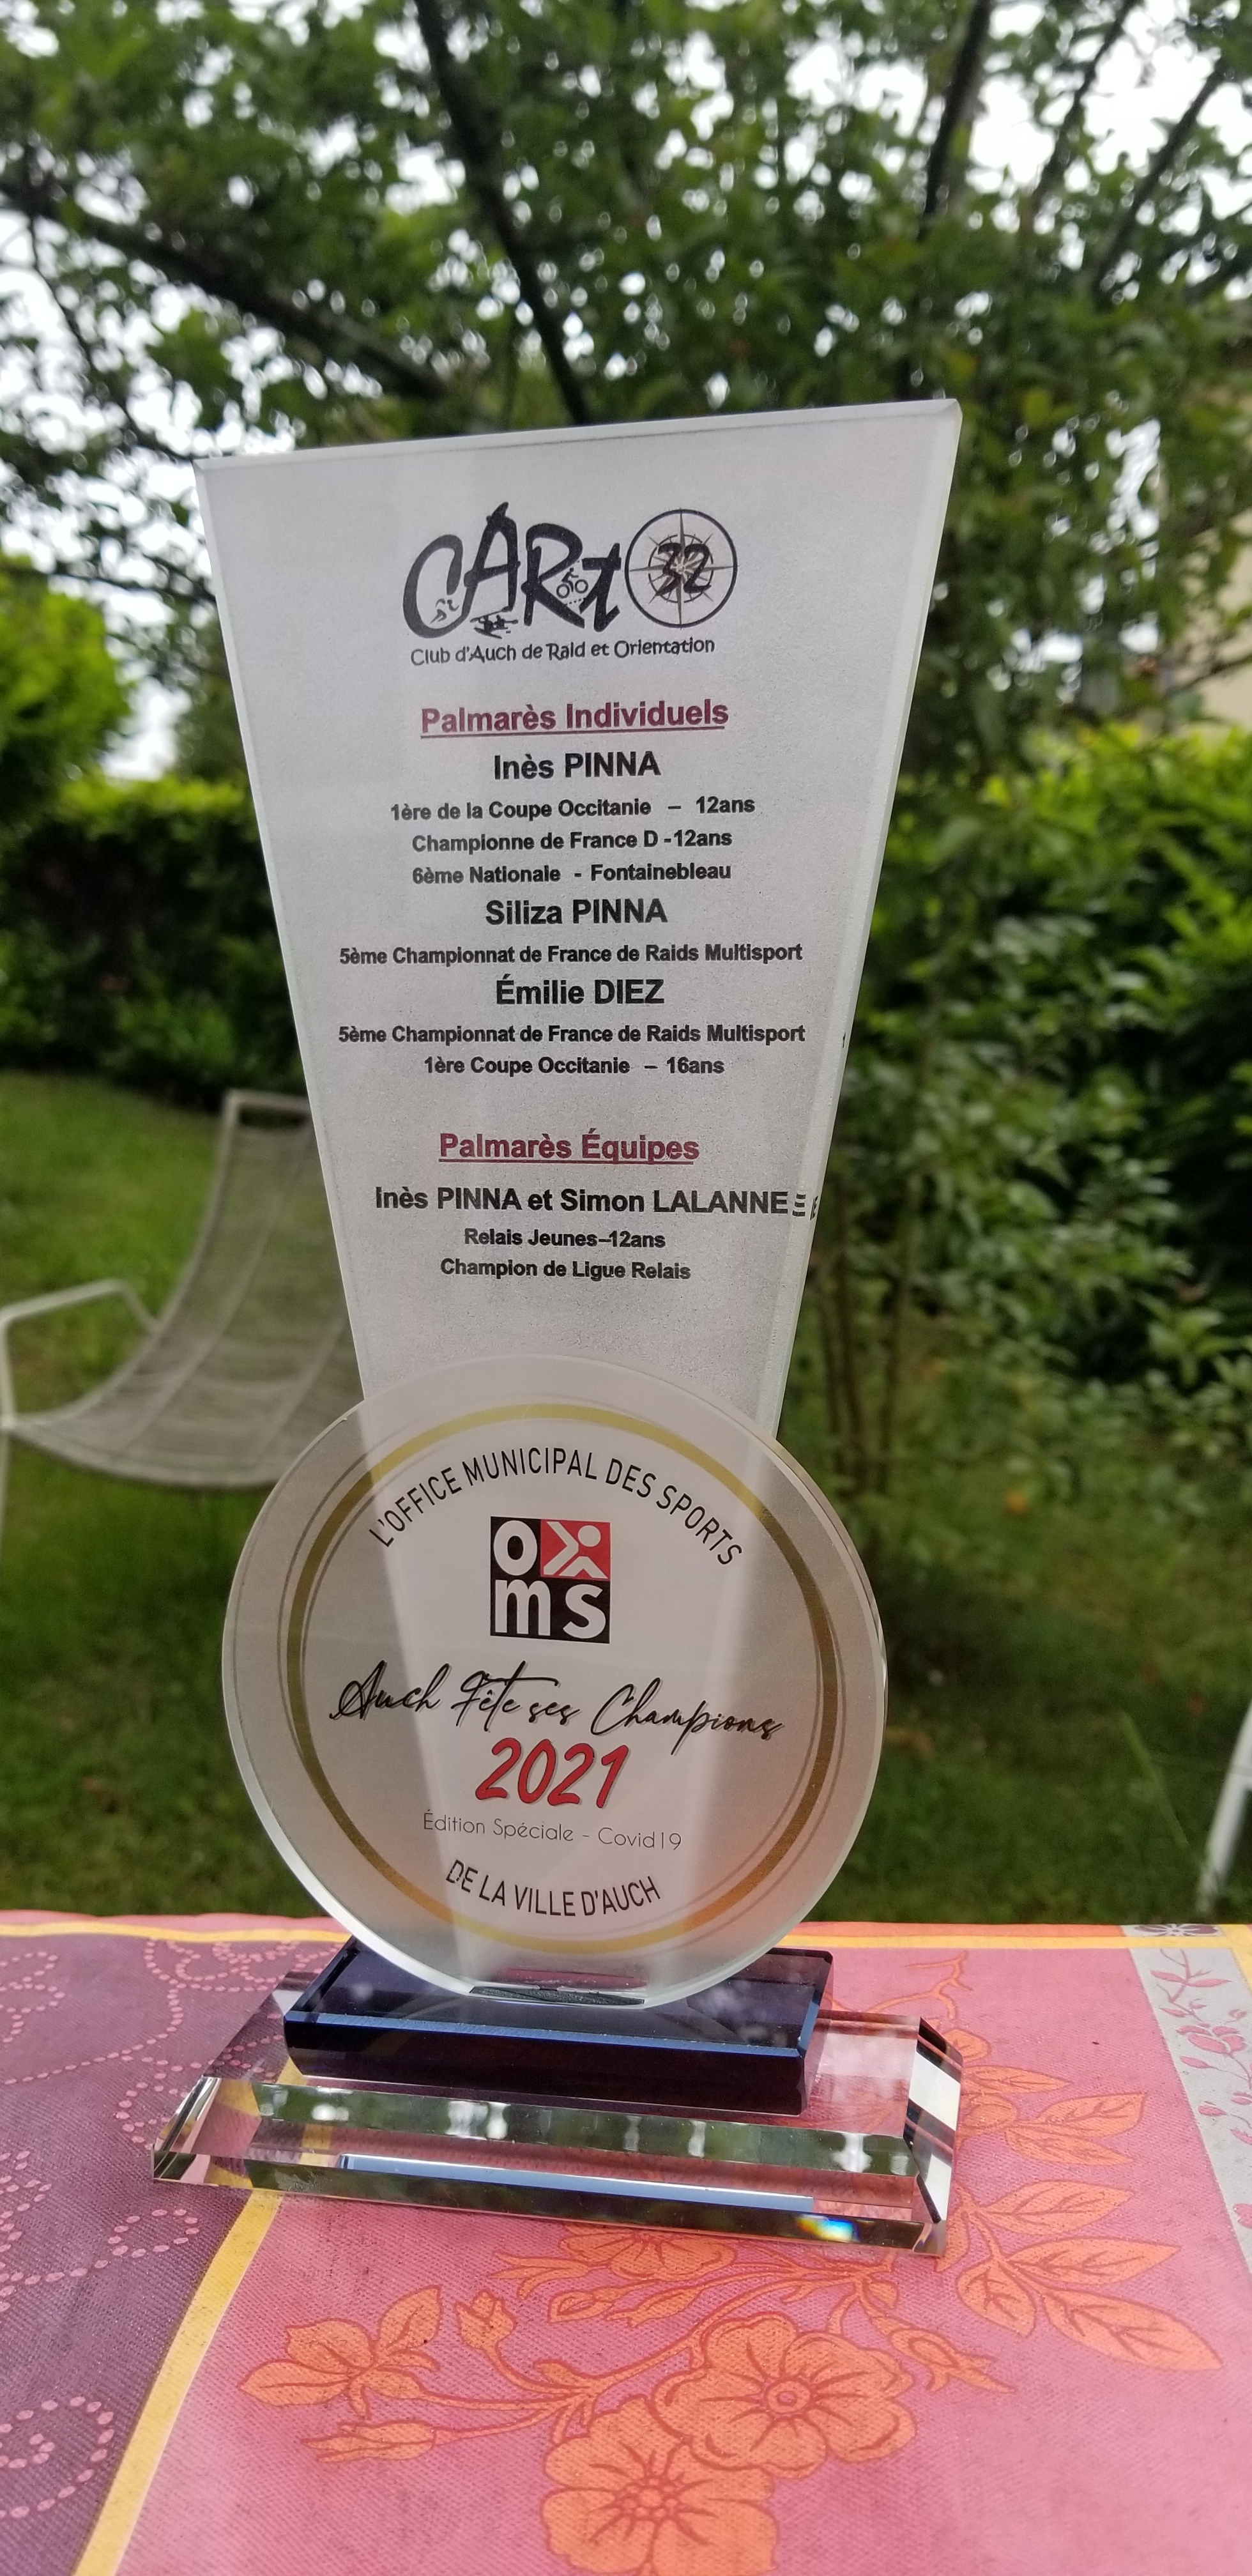 CARt 32
Club d'Auch de Raid et Orientation
Palmarès Individuels
Inès PINNA
1ère de la Coupe Occitanie – 12ans
Championne de France D -12ans
6ème Nationale - Fontainebleau
Siliza PINNA
5ème Championnat de France de Raids Multisport
Émilie DIEZ
5ème Championnat de France de Raids Multisport
1ère Coupe Occitanie – 16ans
Palmarès Équipes
Inès PINNA et Simon LALANNE
Relais Jeunes–12ans
Champion de Ligue Relais
L'OFFICE MUNICIPAL DES SPORTS
O
ms
Auch Fête ses Champions
2021
Édition Spéciale - Covid19
DE LA VILLE D'AUCH